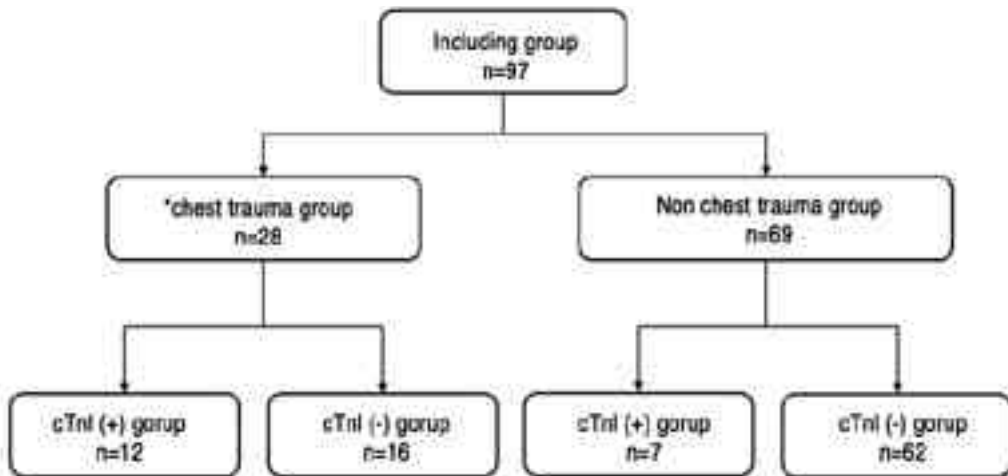 Including group
n=97
*chest trauma group
n=28
Non chest trauma group
n=69
cTnI (+) gorup
n=12
cTnI (-) gorup
n=16
cTnI (+) gorup
n=7
cTnI (-) gorup
n=62